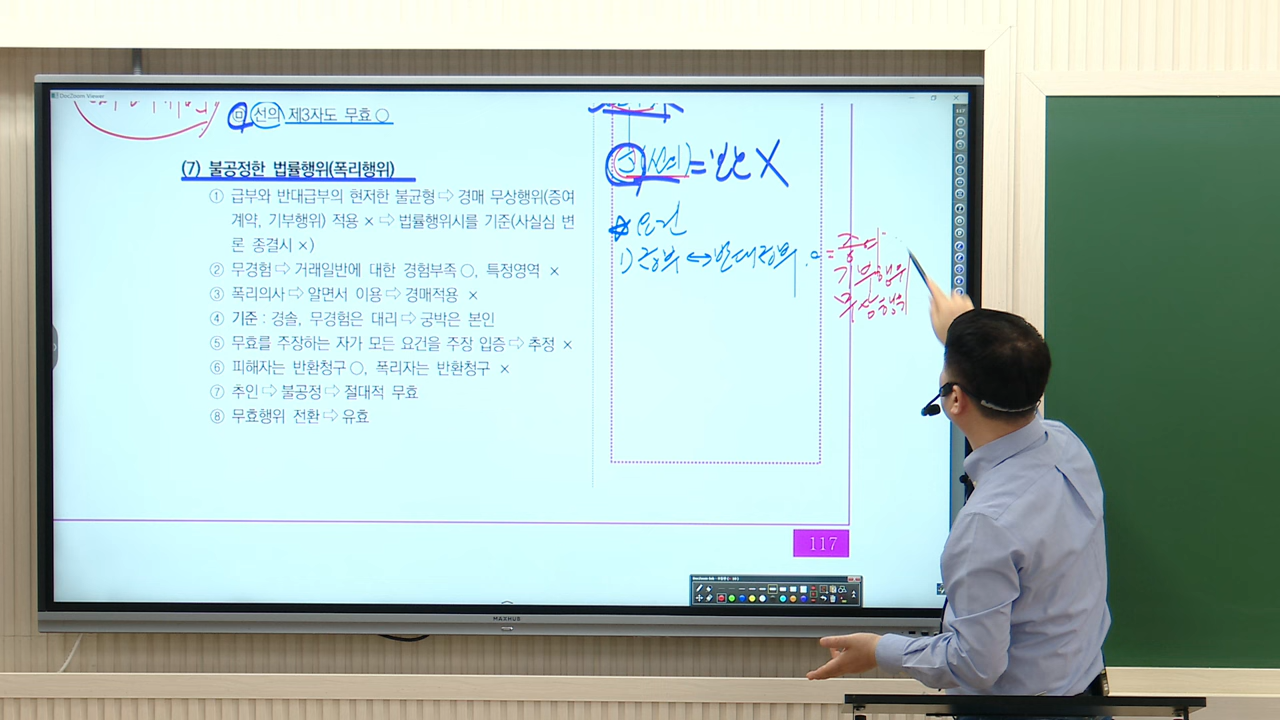 Doc2oom Viewer
117
㉤ 선의 제3자도 무효 ○
(7) 불공정한 법률행위(폭리행위)
① 급부와 반대급부의 현저한 불균형⇨경매 무상행위(증여
계약, 기부행위) 적용 ×⇨법률행위시를 기준(사실심 변
론 종결시 ×)
② 무경험⇨거래일반에 대한 경험부족○, 특정영역 ×
③ 폭리의사⇨알면서 이용⇨경매적용 ×
④ 기준 : 경솔, 무경험은 대리⇨궁박은 본인
⑤ 무효를 주장하는 자가 모든 요건을 주장 입증⇨추정 ×
⑥ 피해자는 반환청구○, 폭리자는 반환청구 ×
⑦ 추인⇨불공정⇨절대적 무효
⑧ 무효행위 전환⇨유효
(선의) = 반 X
요건
1) 급부 ↔ 반대급부
= 증여
기부행위
무상행위
117
MAXHUB